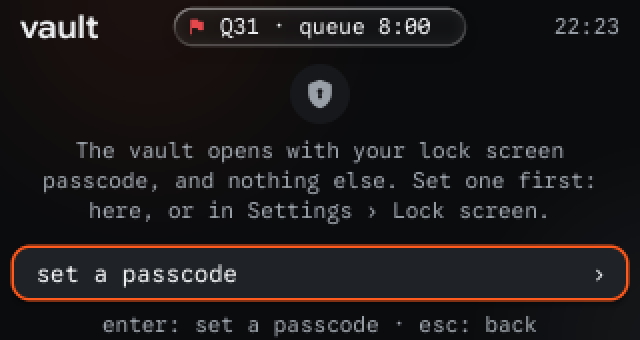 vault
Q31 · queue 8:00
22:23
The vault opens with your lock screen
passcode, and nothing else. Set one first:
here, or in Settings › Lock screen.
set a passcode ›
enter: set a passcode · esc: back